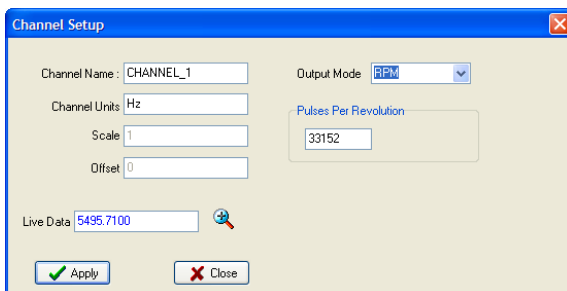 Channel Setup
Channel Name : CHANNEL_1
Output Mode RPM
Channel Units Hz
Pulses Per Revolution
Scale 1
33152
Offset 0
Live Data 5495.7100
Apply
Close